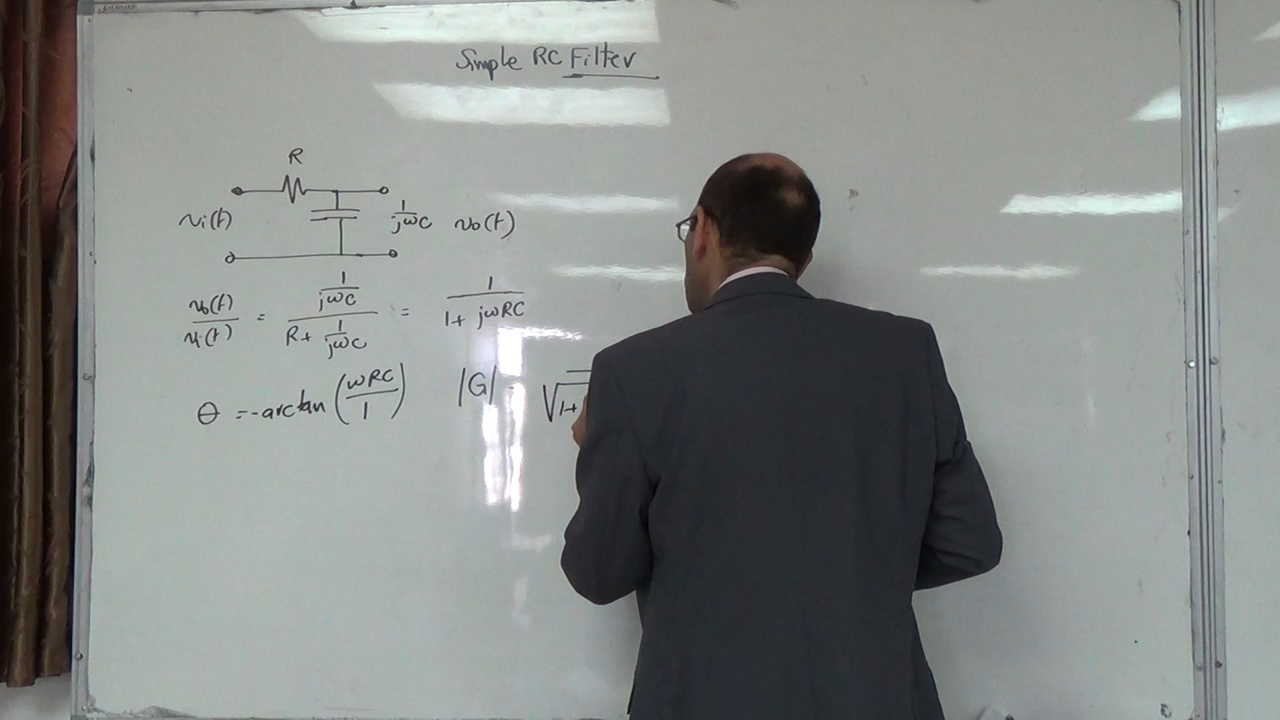 Simple RC Filter
R
vi(t) 1/jωC vo(t)
vo(t)/vi(t) = (1/jωC)/(R+ 1/jωC) = 1/(1+ jωRC)
θ = -arctan(ωRC/1) |G| = √1+